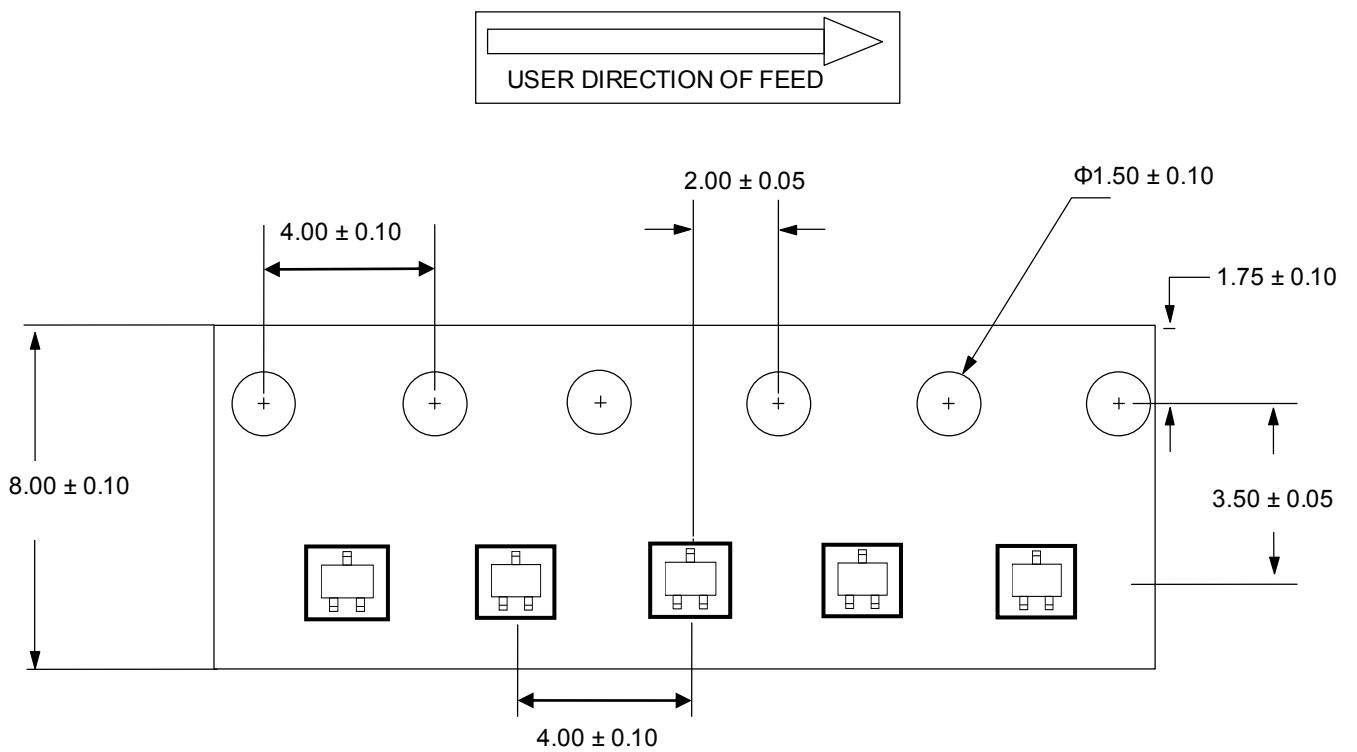 USER DIRECTION OF FEED
2.00 ± 0.05
Φ1.50 ± 0.10
4.00 ± 0.10
1.75 ± 0.10
8.00 ± 0.10
3.50 ± 0.05
4.00 ± 0.10